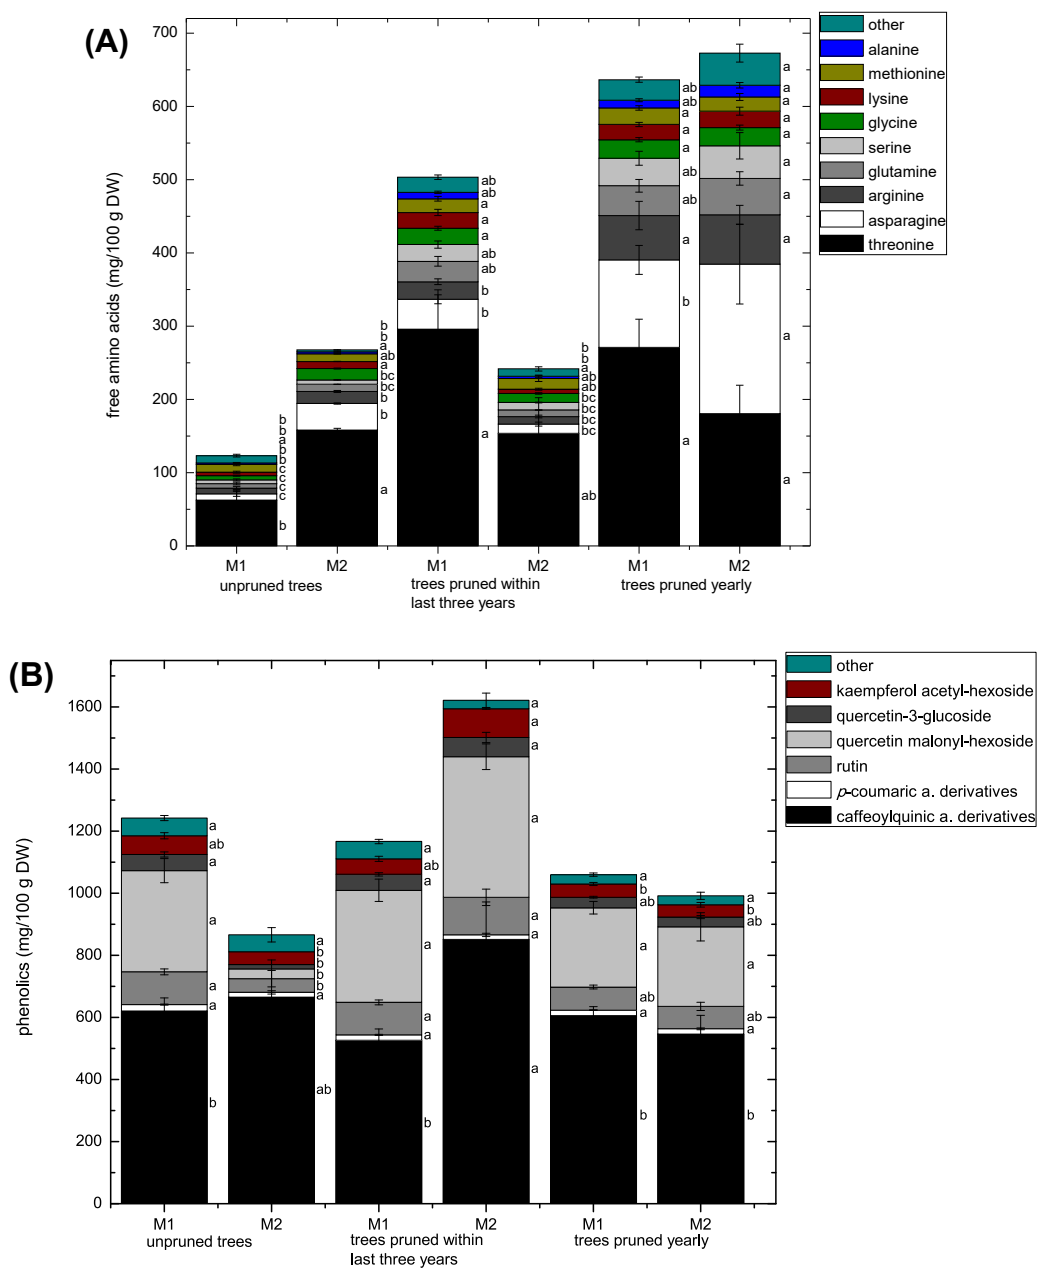 (A)
free amino acids (mg/100 g DW)
700
600
500
400
300
200
100
0
other
alanine
methionine
lysine
glycine
serine
glutamine
arginine
asparagine
threonine
b
b
a
b
b
c
c
c
c
b
b
b
a
ab
a
bc
bc
b
b
a
ab
ab
a
a
a
ab
ab
b
b
a
b
b
a
ab
ab
bc
bc
bc
bc
ab
ab
ab
a
a
a
ab
ab
a
b
a
a
a
a
a
a
a
a
a
a
a
M1 M2 M1 M2 M1 M2
unpruned trees
trees pruned within
last three years
trees pruned yearly
(B)
phenolics (mg/100 g DW)
1600
1400
1200
1000
800
600
400
200
0
other
kaempferol acetyl-hexoside
quercetin-3-glucoside
quercetin malonyl-hexoside
rutin
p-coumaric a. derivatives
caffeoylquinic a. derivatives
a
ab
a
a
a
a
b
a
b
b
b
b
a
ab
a
ab
a
a
a
a
b
a
a
a
a
a
a
a
a
b
ab
a
ab
a
b
a
b
ab
a
ab
a
b
M1 M2 M1 M2 M1 M2
unpruned trees
trees pruned within
last three years
trees pruned yearly